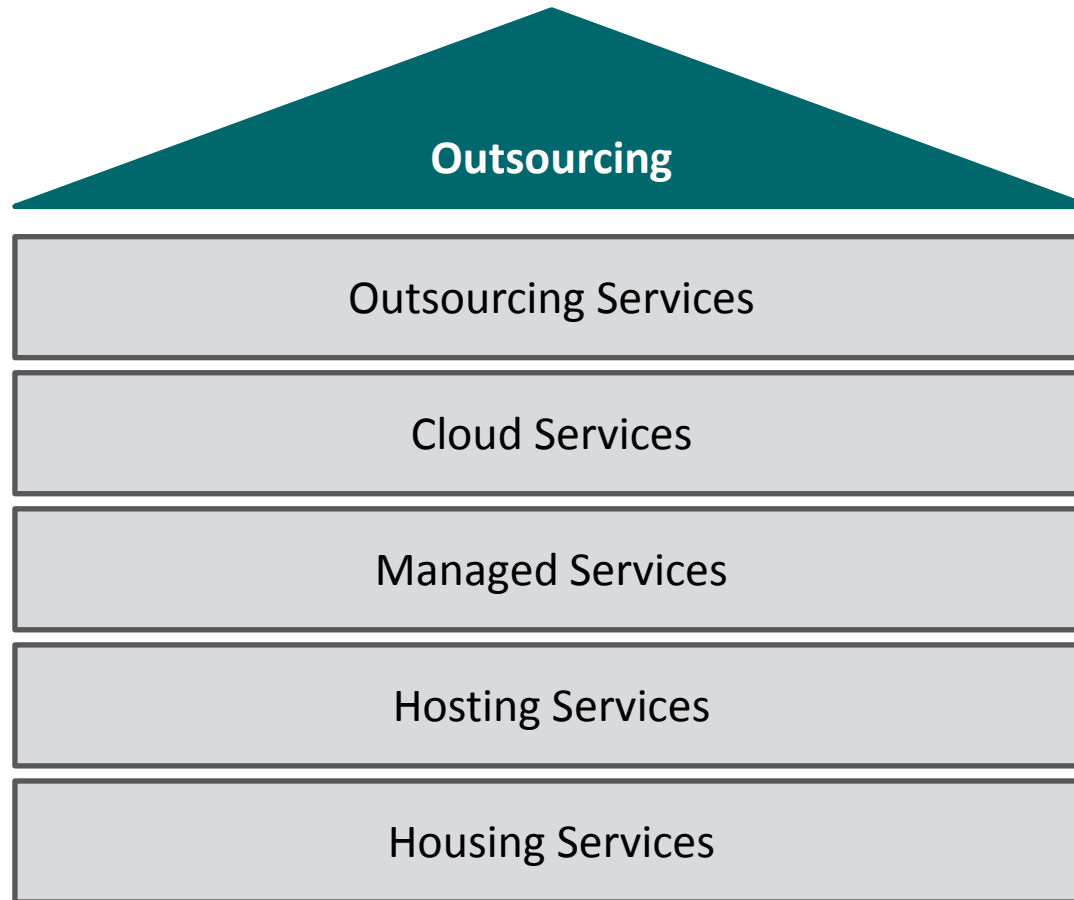 Outsourcing
Outsourcing Services
Cloud Services
Managed Services
Hosting Services
Housing Services